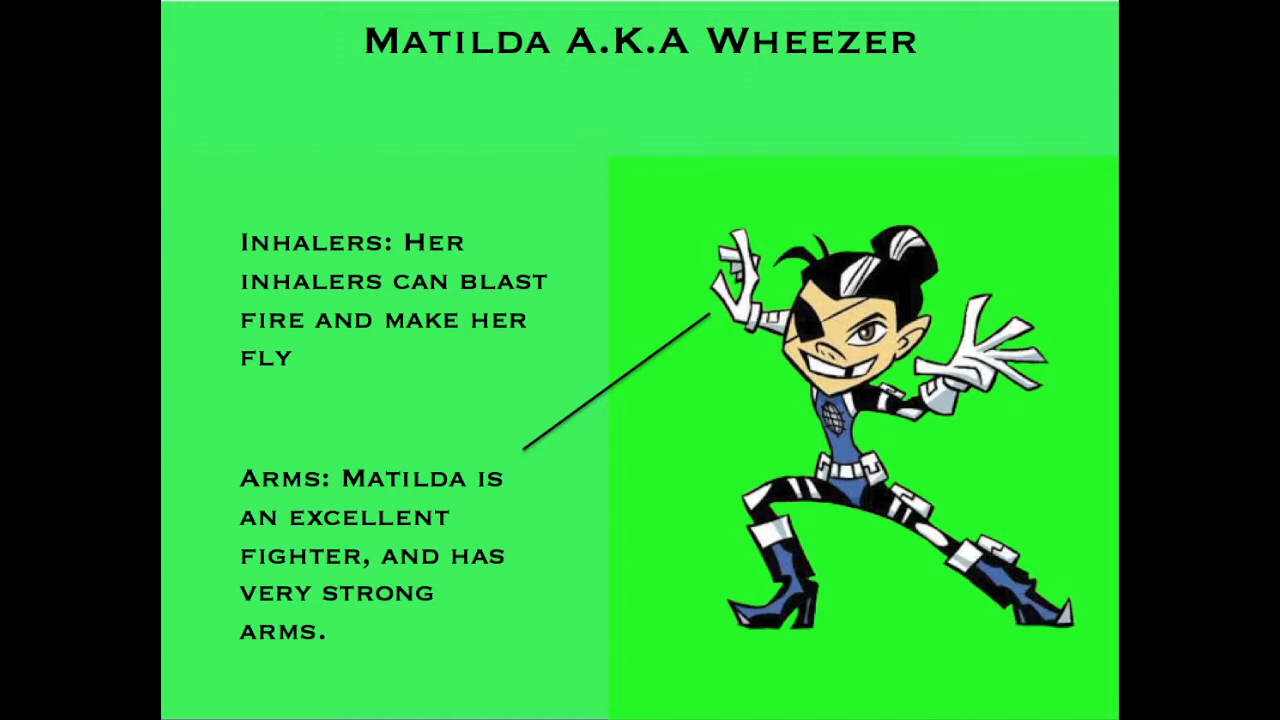 Matilda A.K.A Wheezer
Inhalers: Her
inhalers can blast
fire and make her
fly
Arms: Matilda is
an excellent
fighter, and has
very strong
arms.